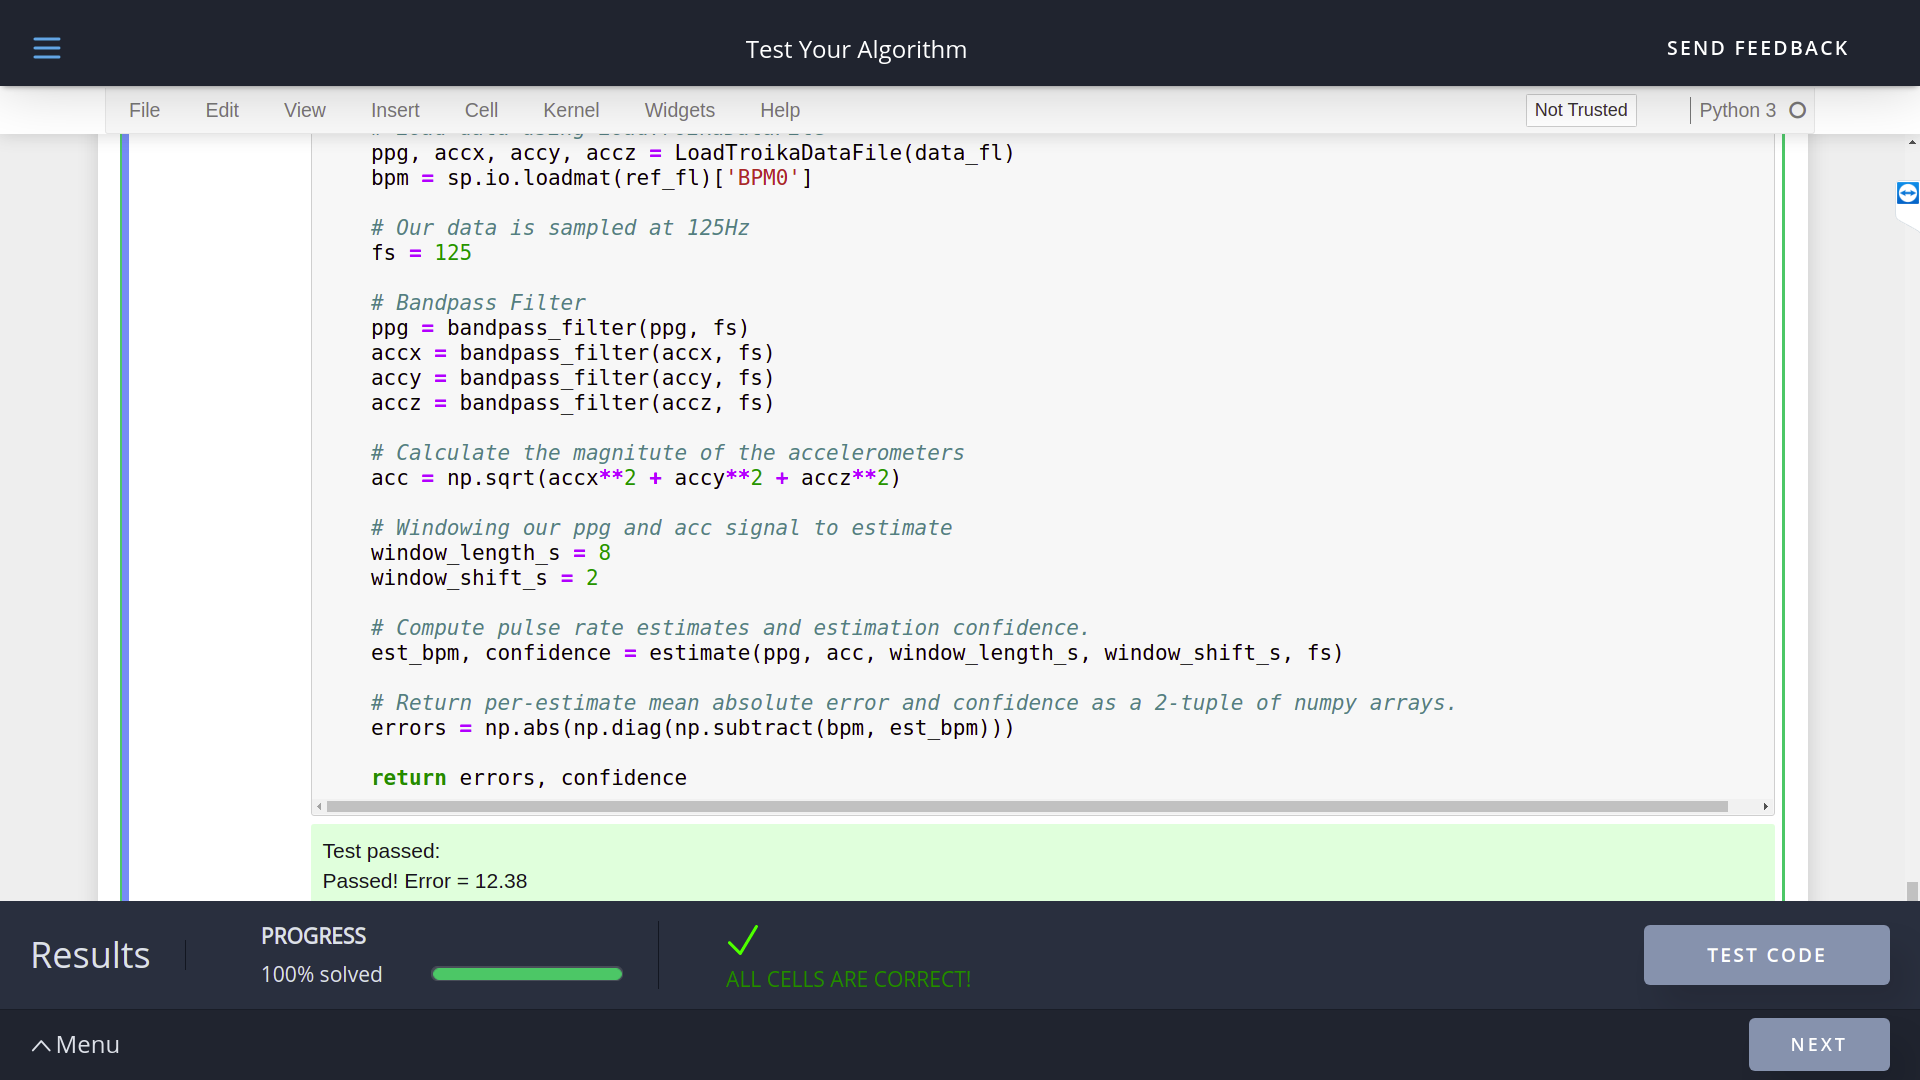 Test Your Algorithm
SEND FEEDBACK
File Edit View Insert Cell Kernel Widgets Help
Not Trusted
Python 3
# Load data using LoadTroikaDataFile
ppg, accx, accy, accz = LoadTroikaDataFile(data_fl)
bpm = sp.io.loadmat(ref_fl)['BPM0']
# Our data is sampled at 125Hz
fs = 125
# Bandpass Filter
ppg = bandpass_filter(ppg, fs)
accx = bandpass_filter(accx, fs)
accy = bandpass_filter(accy, fs)
accz = bandpass_filter(accz, fs)
# Calculate the magnitute of the accelerometers
acc = np.sqrt(accx**2 + accy**2 + accz**2)
# Windowing our ppg and acc signal to estimate
window_length_s = 8
window_shift_s = 2
# Compute pulse rate estimates and estimation confidence.
est_bpm, confidence = estimate(ppg, acc, window_length_s, window_shift_s, fs)
# Return per-estimate mean absolute error and confidence as a 2-tuple of numpy arrays.
errors = np.abs(np.diag(np.subtract(bpm, est_bpm)))
return errors, confidence
Test passed:
Passed! Error = 12.38
Results
PROGRESS
100% solved
ALL CELLS ARE CORRECT!
TEST CODE
Menu
NEXT